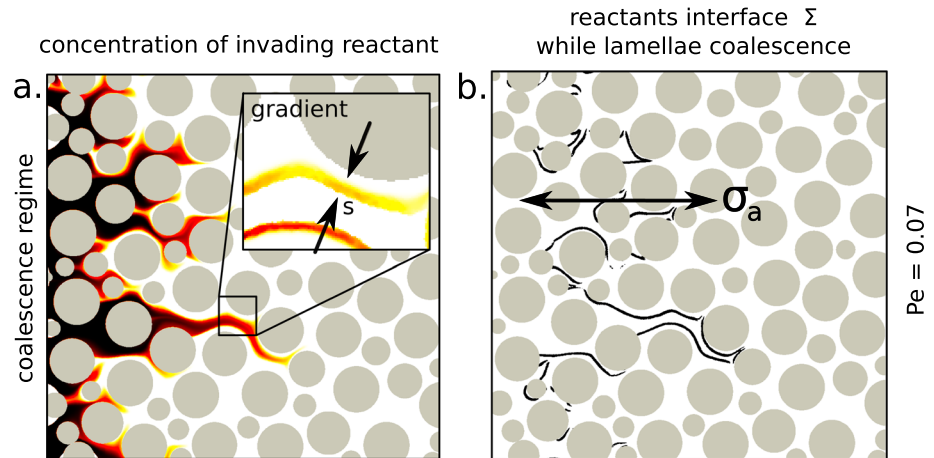 concentration of invading reactant
reactants interface Σ
while lamellae coalescence
a.
b.
coalescence regime
gradient
s
σa
Pe = 0.07